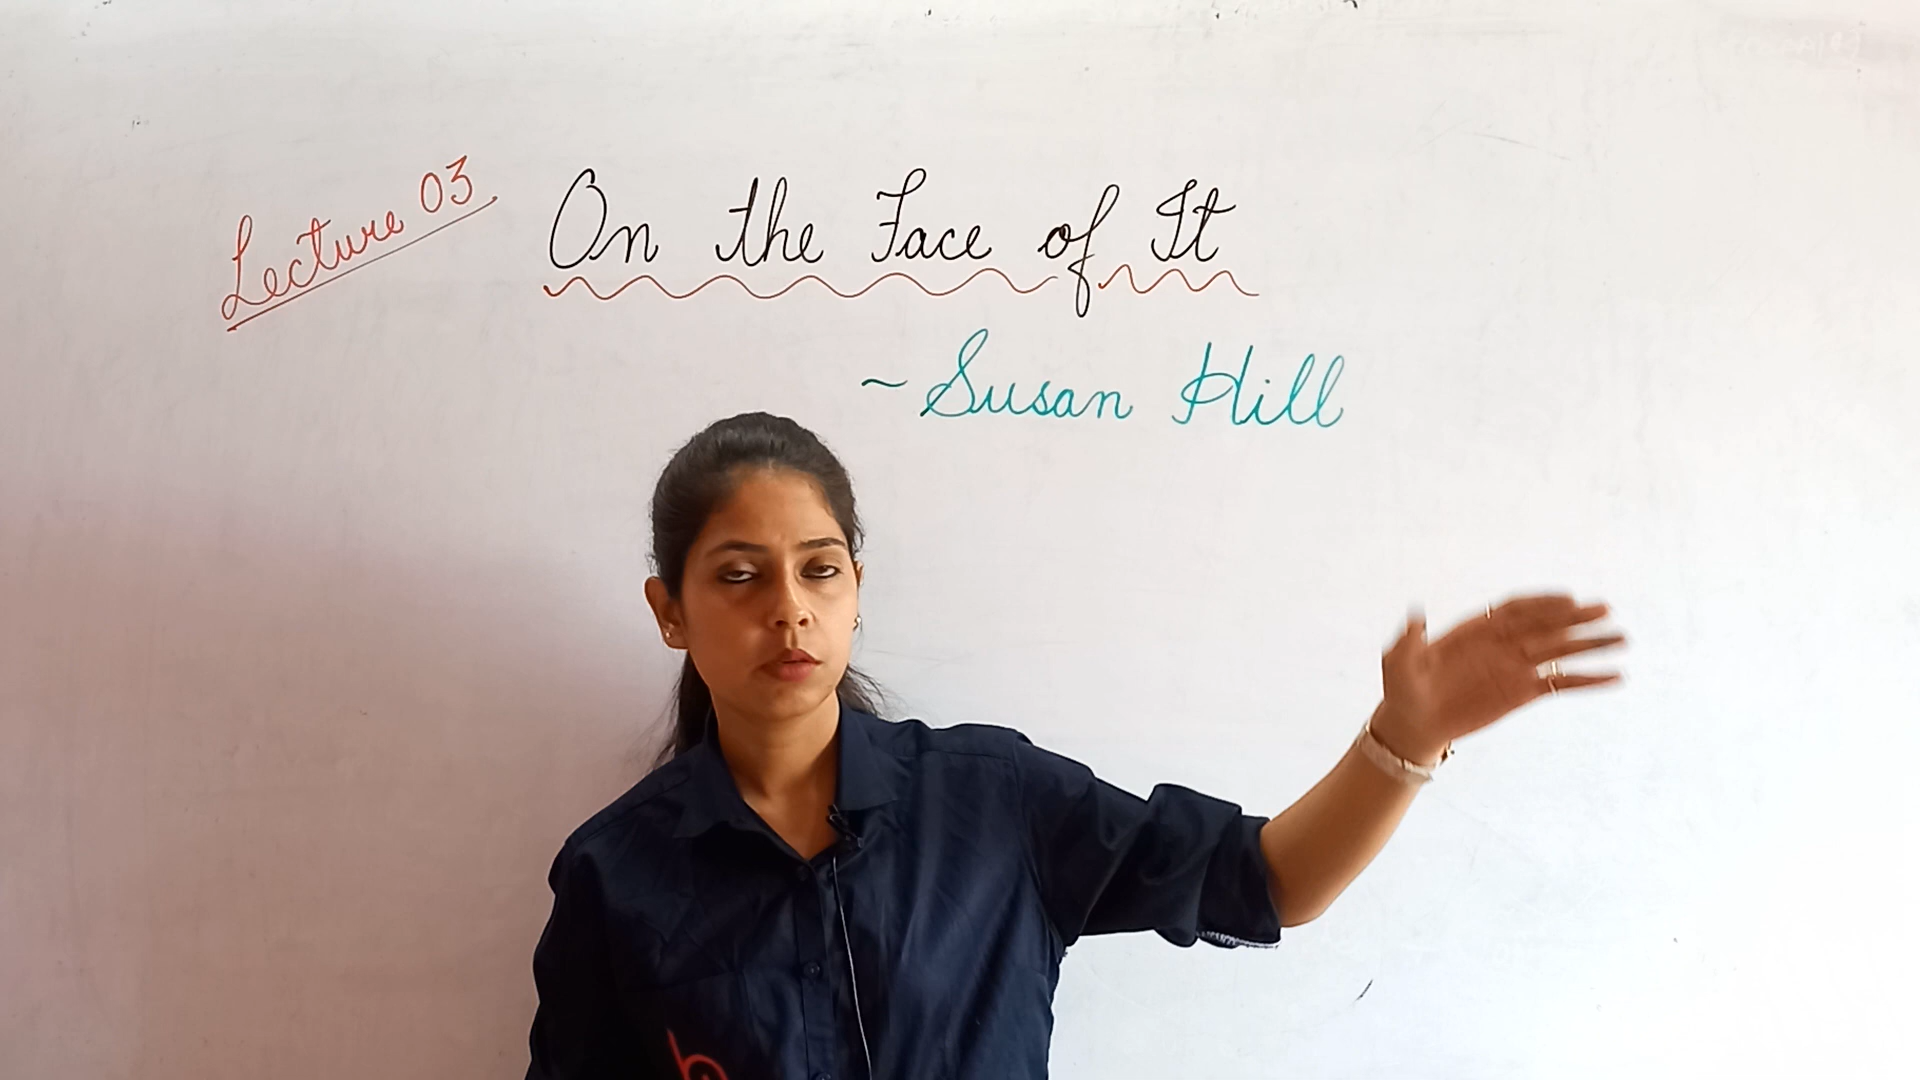 Lecture 03
On the Face of It
~ Susan Hill